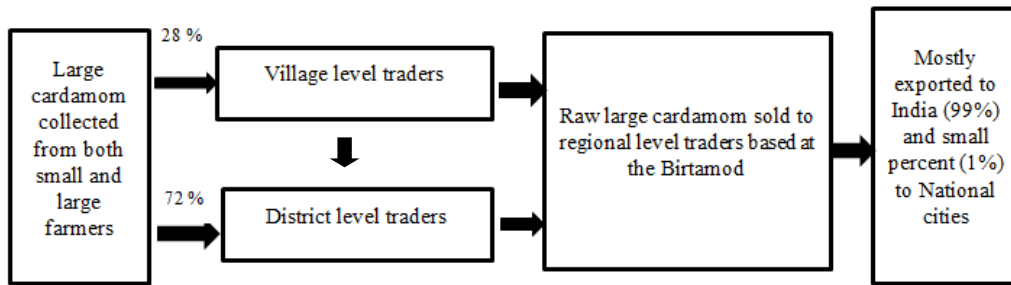 Large
cardamom
collected
from both
small and
large
farmers
28 %
72 %
Village level traders
District level traders
Raw large cardamom sold to
regional level traders based at
the Birtamod
Mostly
exported to
India (99%)
and small
percent (1%)
to National
cities